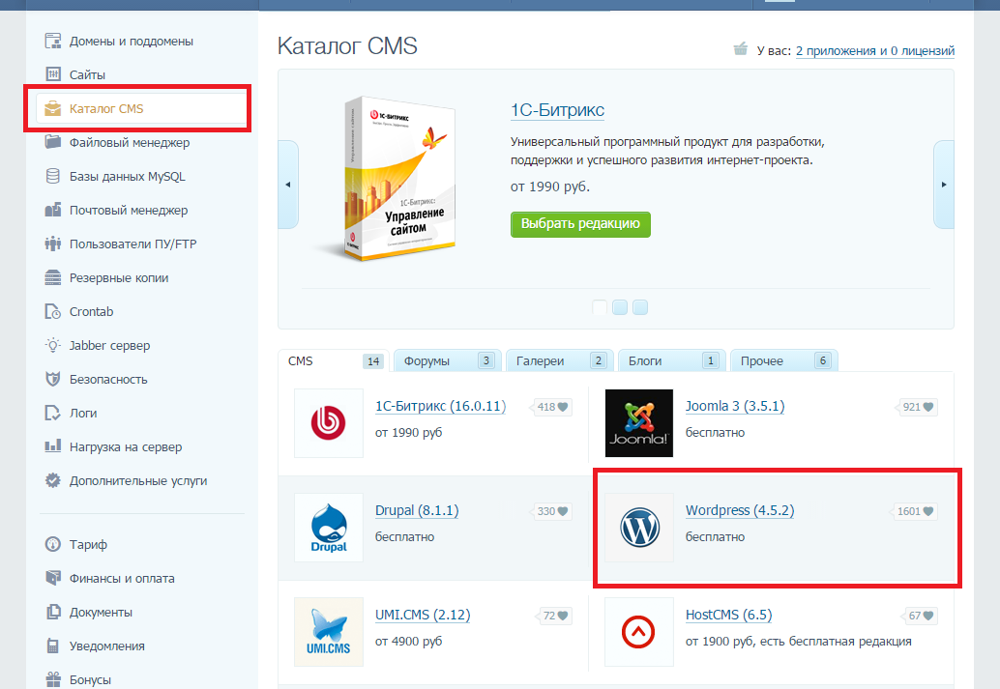 Домены и поддомены
Сайты
Каталог CMS
Файловый менеджер
Базы данных MySQL
Почтовый менеджер
Пользователи ПУ/FTP
Резервные копии
Crontab
Jabber сервер
Безопасность
Логи
Нагрузка на сервер
Дополнительные услуги
Тариф
Финансы и оплата
Документы
Уведомления
Бонусы
Каталог CMS
У вас: 2 приложения и 0 лицензий
1С-БИТРИКС
1С-Битрикс:
Управление
сайтом
1С-Битрикс
Универсальный программный продукт для разработки,
поддержки и успешного развития интернет-проекта.
от 1990 руб.
Выбрать редакцию
CMS 14 Форумы 3 Галереи 2 Блоги 1 Прочее 6
1С-Битрикс (16.0.11) 418
от 1990 руб
Joomla!
Joomla 3 (3.5.1) 921
бесплатно
Drupal
Drupal (8.1.1) 330
бесплатно
Wordpress (4.5.2) 1601
бесплатно
UMI.CMS
UMI.CMS (2.12) 72
от 4900 руб
HostCMS (6.5) 67
от 1900 руб, есть бесплатная редакция